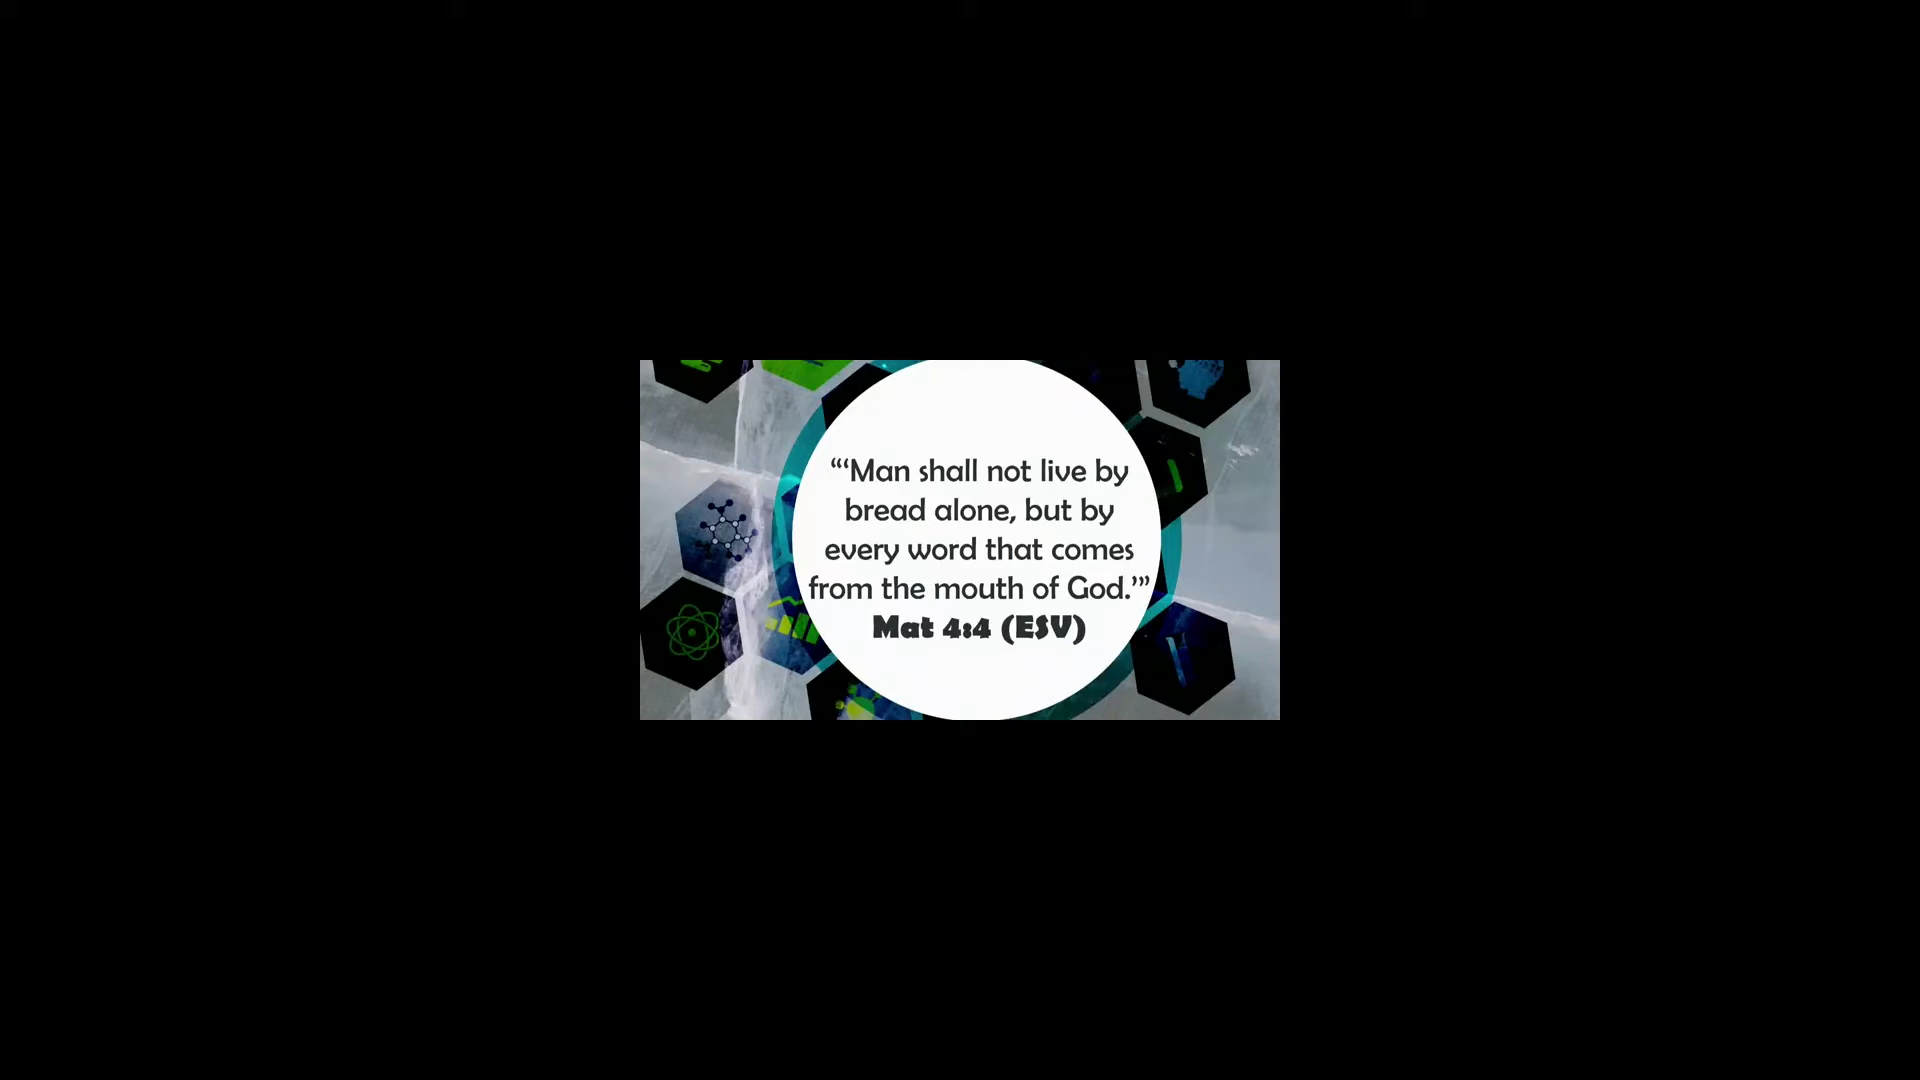 “‘Man shall not live by
bread alone, but by
every word that comes
from the mouth of God.’”
Mat 4:4 (ESV)